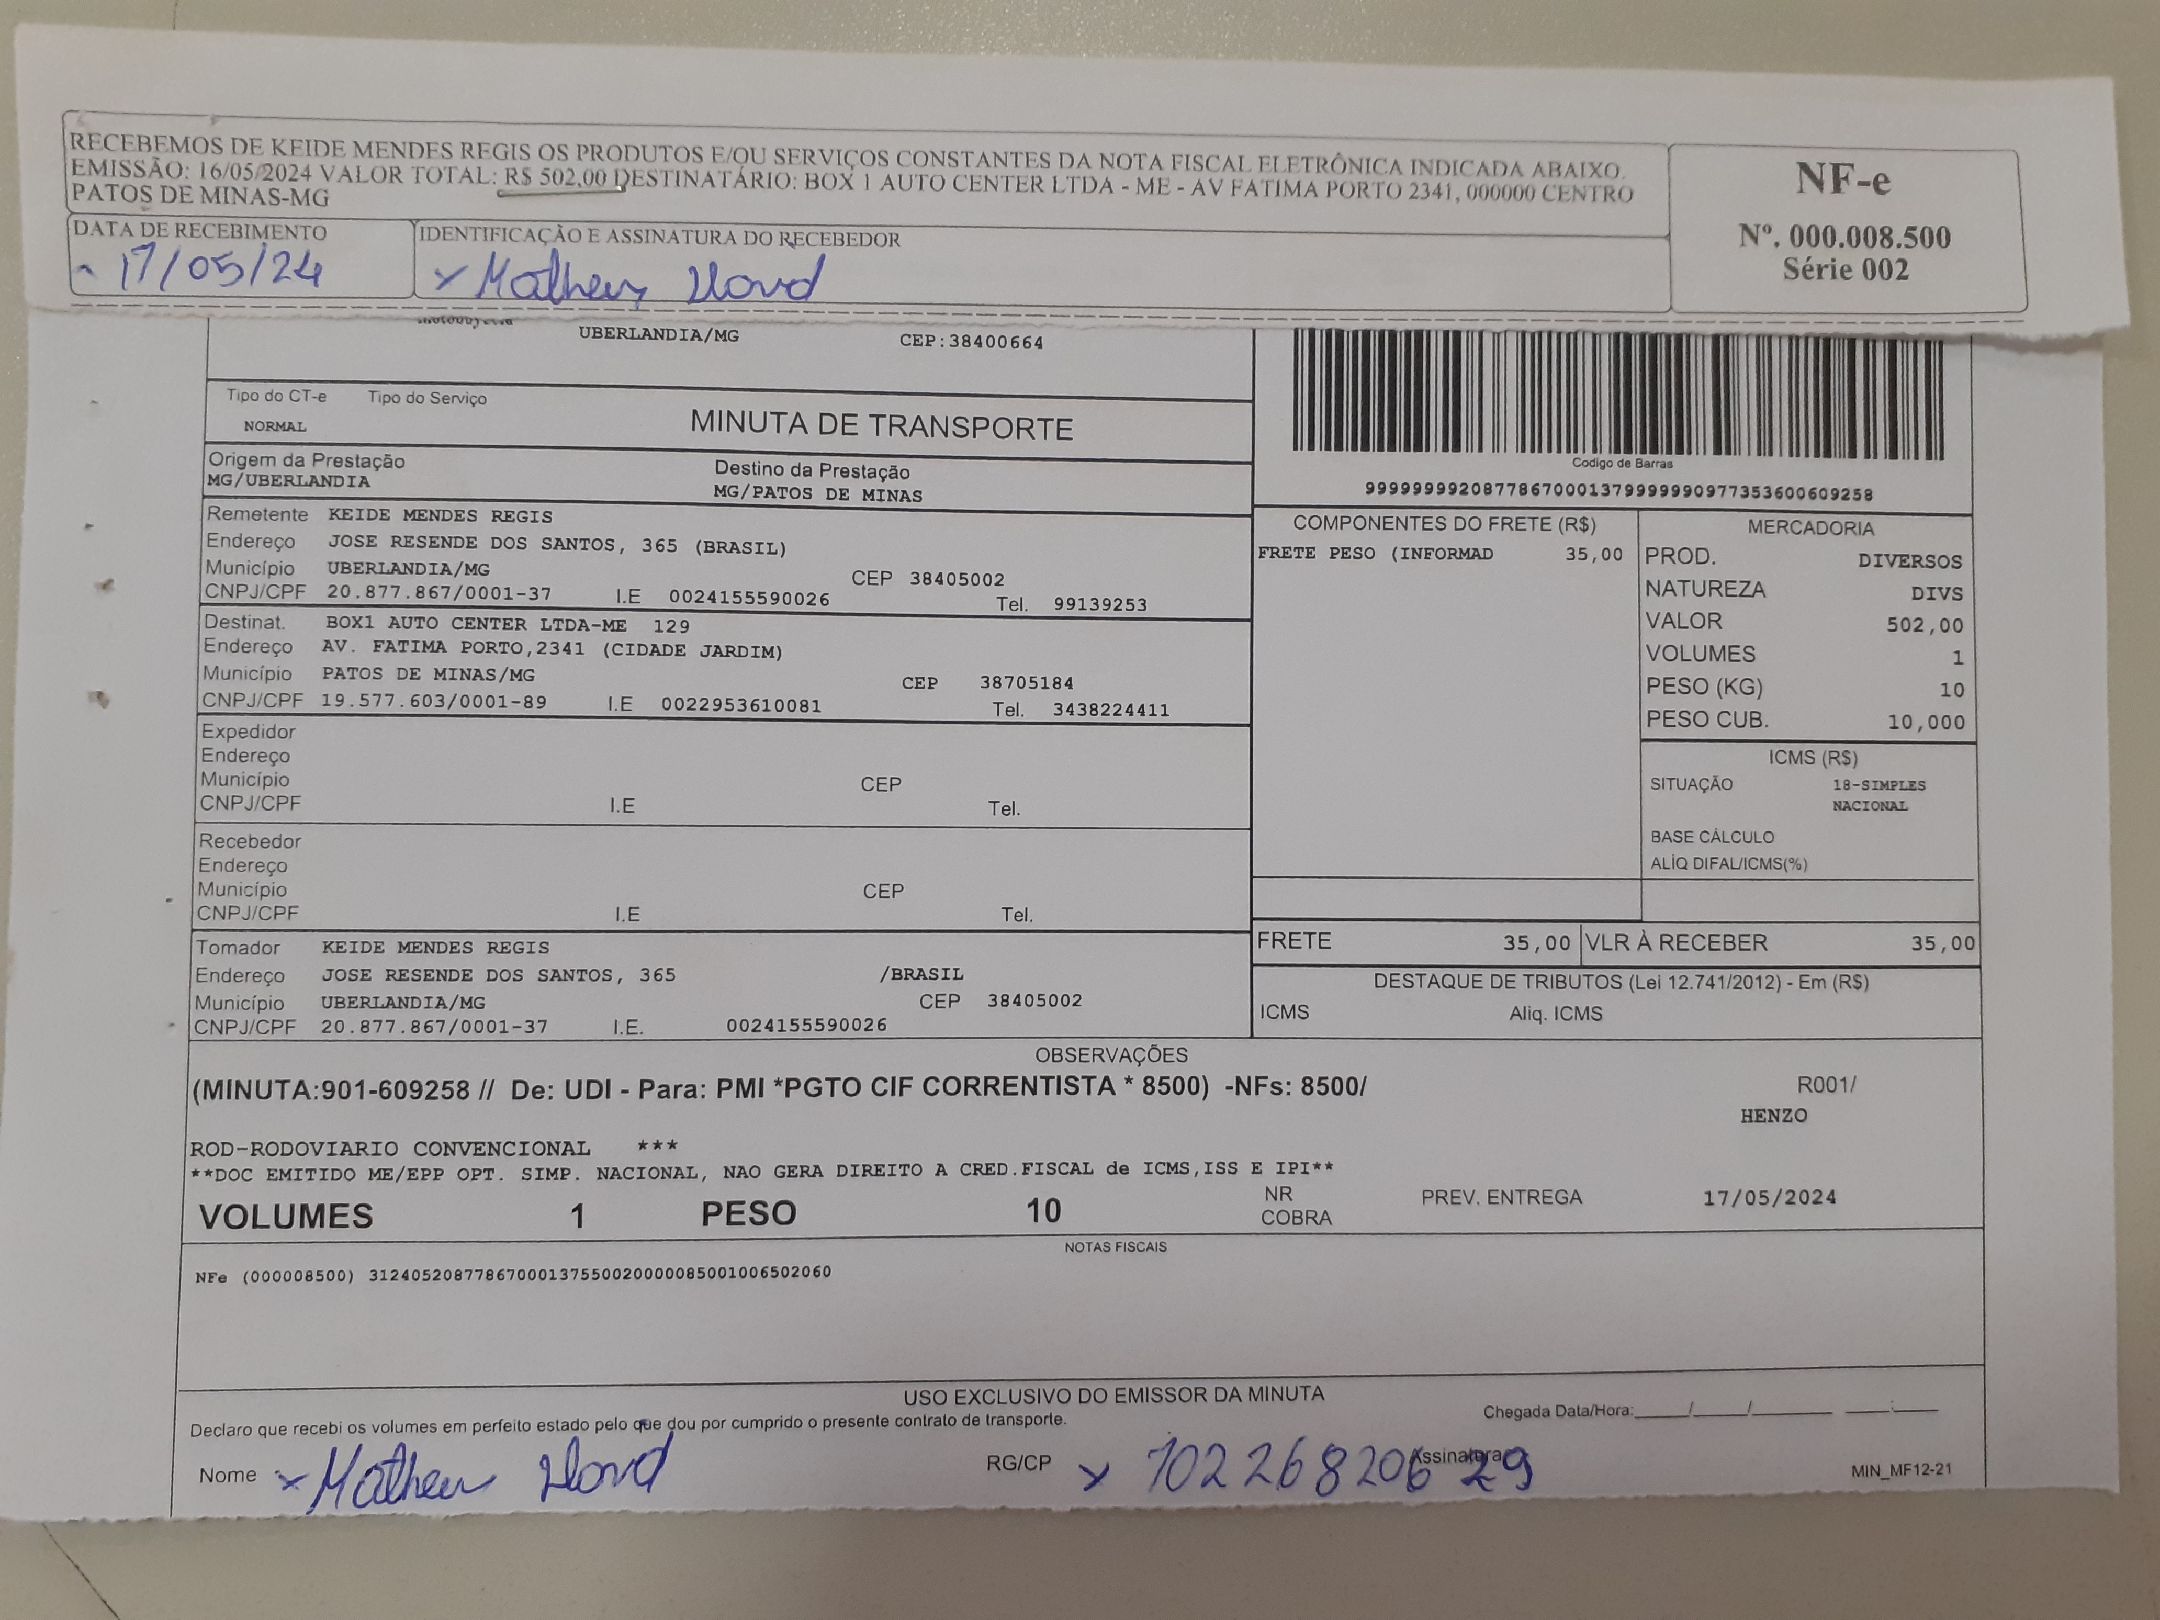 RECEBEMOS DE KEIDE MENDES REGIS OS PRODUTOS E/OU SERVIÇOS CONSTANTES DA NOTA FISCAL ELETRÔNICA INDICADA ABAIXO.
EMISSÃO: 16/05/2024 VALOR TOTAL: R$ 502,00 DESTINATÁRIO: BOX 1 AUTO CENTER LTDA - ME - AV FATIMA PORTO 2341, 000000 CENTRO
PATOS DE MINAS-MG
NF-e
Nº. 000.008.500
Série 002
DATA DE RECEBIMENTO
17/05/24
IDENTIFICAÇÃO E ASSINATURA DO RECEBEDOR
x Matheus
UBERLANDIA/MG CEP:38400664
Tipo do CT-e Tipo do Serviço
NORMAL
MINUTA DE TRANSPORTE
Codigo de Barras
99999999208778670001379999990977353600609258
Origem da Prestação
MG/UBERLANDIA
Destino da Prestação
MG/PATOS DE MINAS
Remetente KEIDE MENDES REGIS
Endereço JOSE RESENDE DOS SANTOS, 365 (BRASIL)
Município UBERLANDIA/MG CEP 38405002
CNPJ/CPF 20.877.867/0001-37 I.E 0024155590026 Tel. 99139253
Destinat. BOX1 AUTO CENTER LTDA-ME 129
Endereço AV. FATIMA PORTO,2341 (CIDADE JARDIM)
Município PATOS DE MINAS/MG CEP 38705184
CNPJ/CPF 19.577.603/0001-89 I.E 0022953610081 Tel. 3438224411
Expedidor
Endereço
Município CEP
CNPJ/CPF I.E Tel.
Recebedor
Endereço
Município CEP
CNPJ/CPF I.E Tel.
Tomador KEIDE MENDES REGIS
Endereço JOSE RESENDE DOS SANTOS, 365 /BRASIL
Município UBERLANDIA/MG CEP 38405002
CNPJ/CPF 20.877.867/0001-37 I.E. 0024155590026
COMPONENTES DO FRETE (R$)
FRETE PESO (INFORMAD 35,00
MERCADORIA
PROD. DIVERSOS
NATUREZA DIVS
VALOR 502,00
VOLUMES 1
PESO (KG) 10
PESO CUB. 10,000
ICMS (R$)
SITUAÇÃO 18-SIMPLES
NACIONAL
BASE CÁLCULO
ALÍQ DIFAL/ICMS(%)
FRETE 35,00 VLR À RECEBER 35,00
DESTAQUE DE TRIBUTOS (Lei 12.741/2012) - Em (R$)
ICMS Aliq. ICMS
OBSERVAÇÕES
(MINUTA:901-609258 // De: UDI - Para: PMI *PGTO CIF CORRENTISTA * 8500) -NFs: 8500/
R001/
HENZO
ROD-RODOVIARIO CONVENCIONAL ***
**DOC EMITIDO ME/EPP OPT. SIMP. NACIONAL, NAO GERA DIREITO A CRED.FISCAL de ICMS,ISS E IPI**
VOLUMES 1 PESO 10 NR
COBRA PREV. ENTREGA 17/05/2024
NOTAS FISCAIS
NFe (000008500) 31240520877867000137550020000085001006502060
USO EXCLUSIVO DO EMISSOR DA MINUTA
Declaro que recebi os volumes em perfeito estado pelo que dou por cumprido o presente contrato de transporte.
Chegada Data/Hora:_____/_____/_______ ____:____
Nome x Matheus
RG/CP x 102 268 206 29
Assinatura
MIN_MF12-21